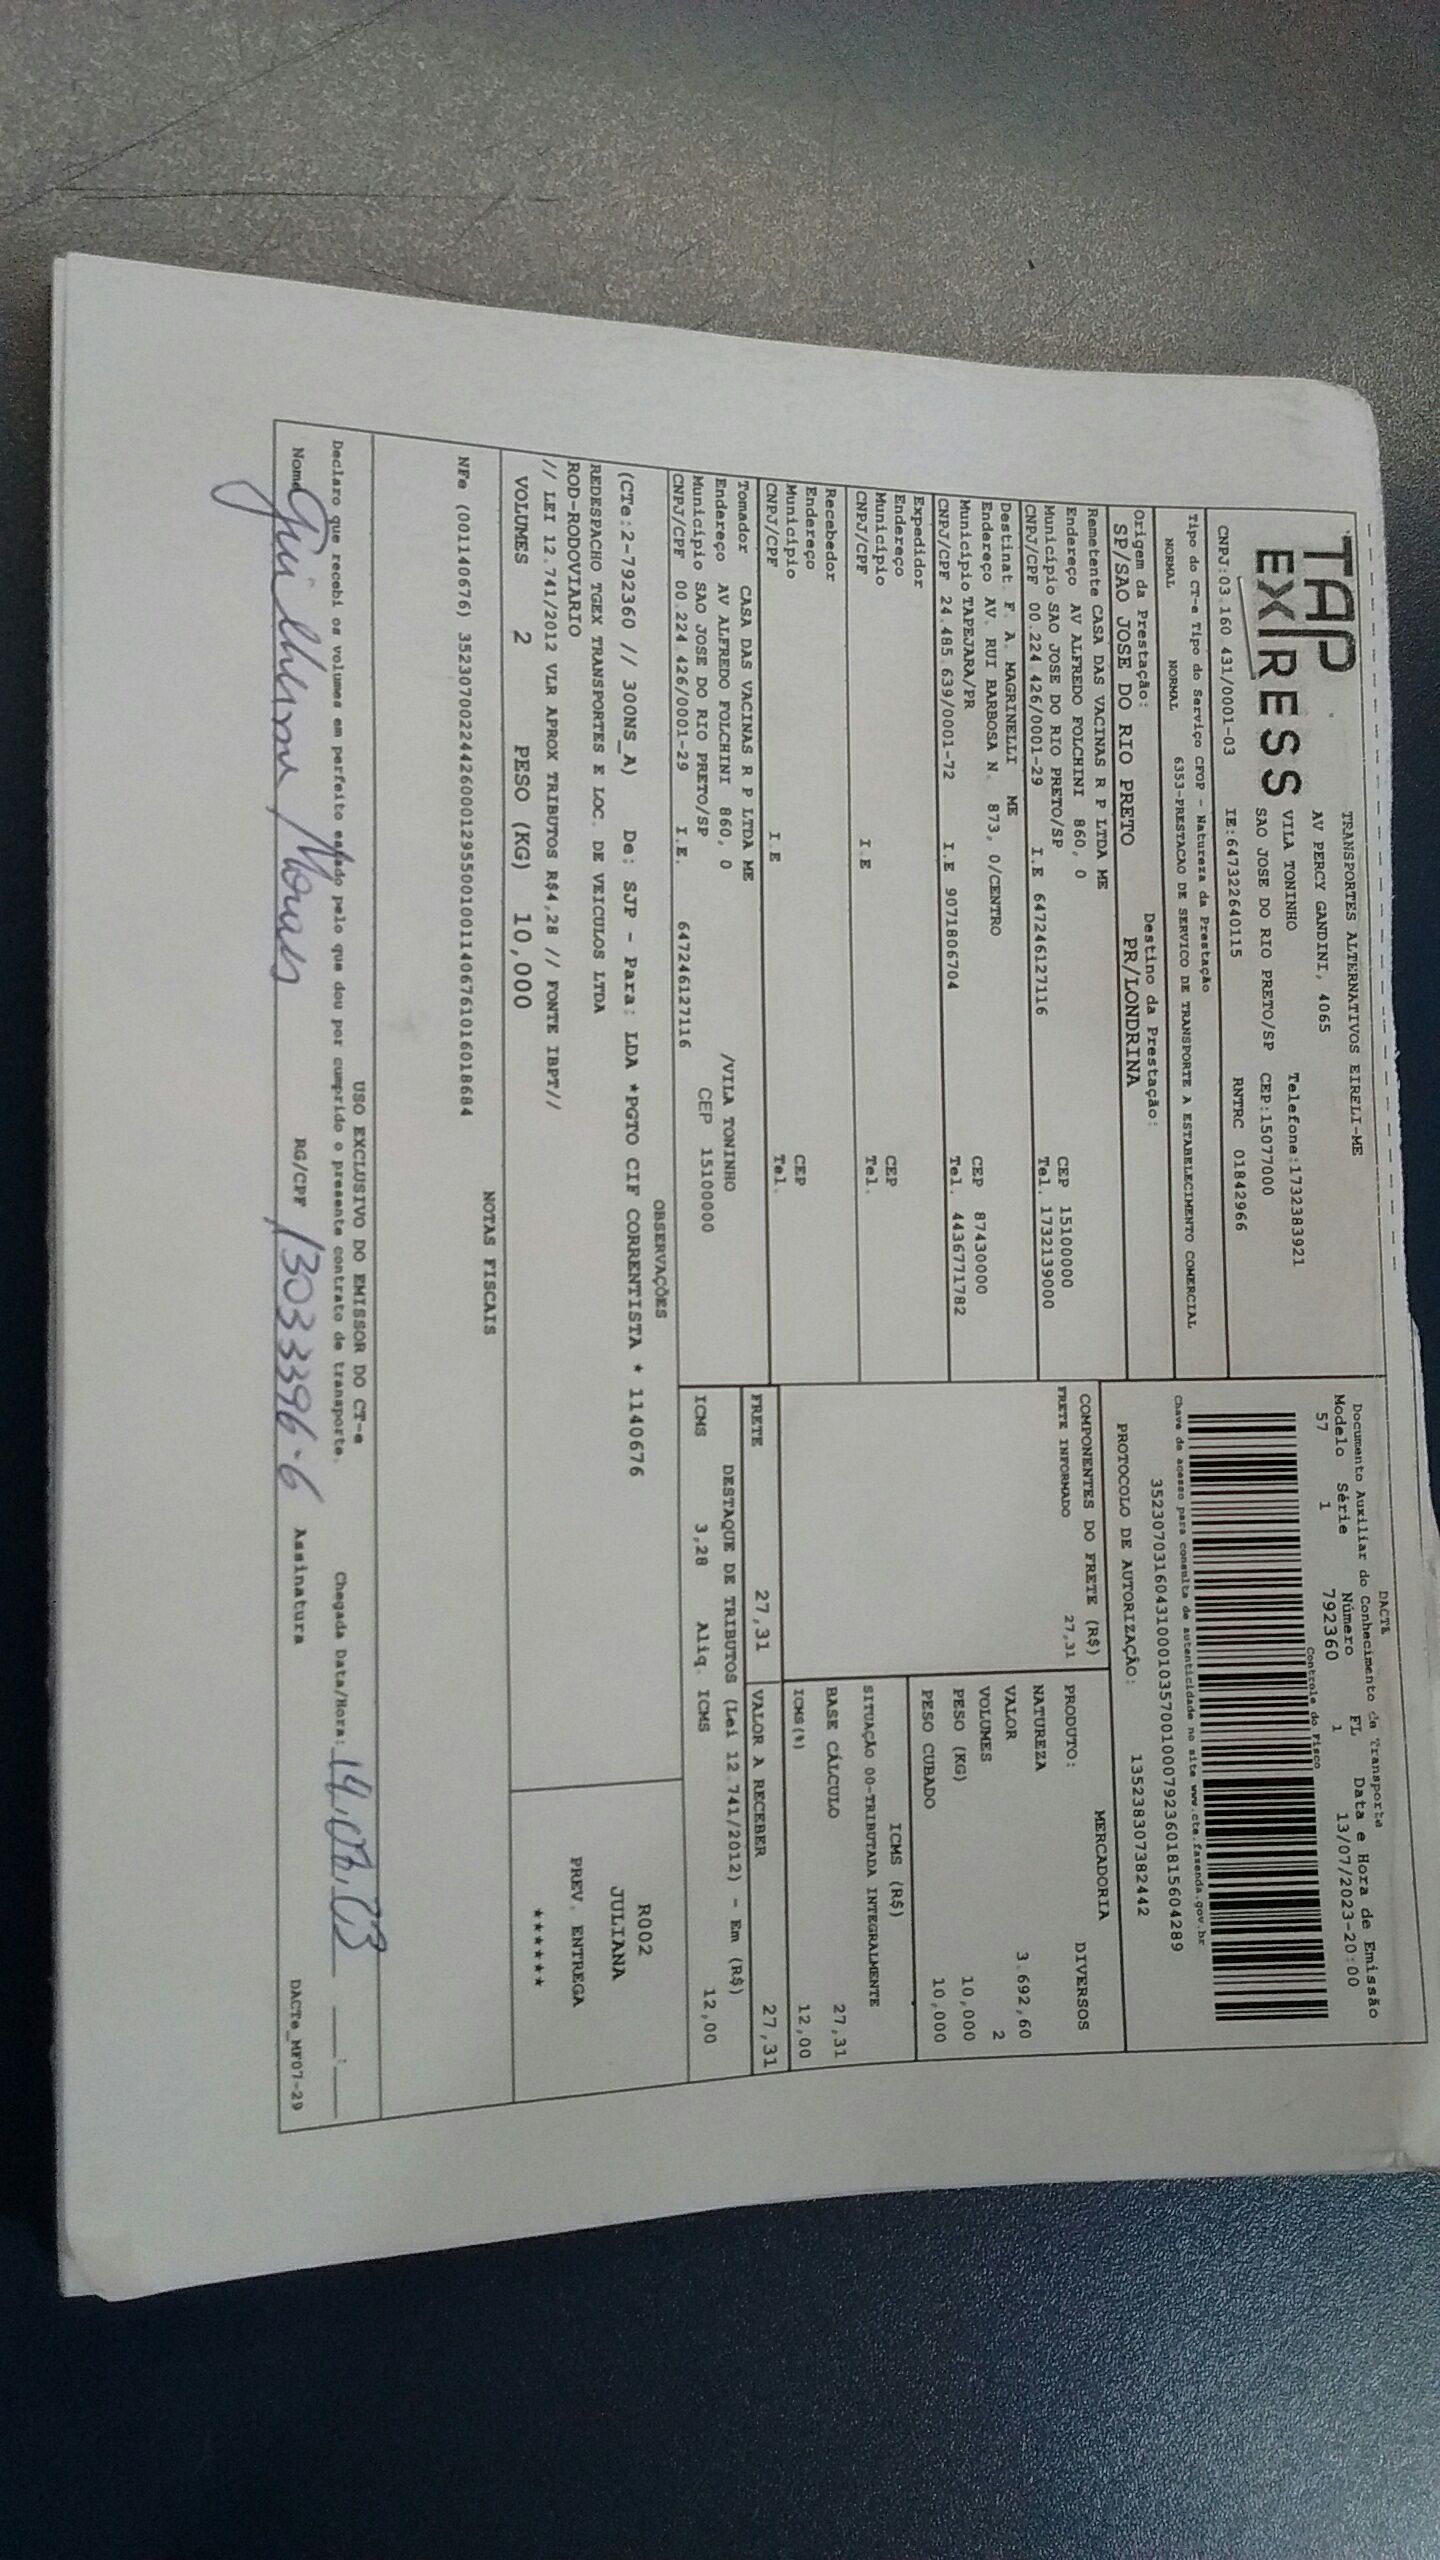 TAP
EXPRESS
TRANSPORTES ALTERNATIVOS EIRELI-ME
AV PERCY GANDINI, 4065
VILA TONINHO Telefone:1732383921
SAO JOSE DO RIO PRETO/SP CEP:15077000
CNPJ:03.160.431/0001-03 IE:647322640115 RNTRC 01842966
Tipo do CT-e Tipo do Serviço CFOP - Natureza da Prestação
NORMAL NORMAL 6353-PRESTACAO DE SERVICO DE TRANSPORTE A ESTABELECIMENTO COMERCIAL
Origem da Prestação: Destino da Prestação:
SP/SAO JOSE DO RIO PRETO PR/LONDRINA
Remetente CASA DAS VACINAS R P LTDA ME
Endereço AV ALFREDO FOLCHINI 860, 0 CEP 15100000
Município SAO JOSE DO RIO PRETO/SP Tel. 1732139000
CNPJ/CPF 00.224.426/0001-29 I.E 647246127116
Destinat. F. A. MAGRINELLI ME
Endereço AV. RUI BARBOSA N. 873, 0/CENTRO CEP 87430000
Município TAPEJARA/PR Tel. 4436771782
CNPJ/CPF 24.485.639/0001-72 I.E 9071806704
Expedidor
Endereço CEP
Município Tel.
CNPJ/CPF I.E
Recebedor
Endereço CEP
Município Tel.
CNPJ/CPF I.E
Tomador CASA DAS VACINAS R P LTDA ME
Endereço AV ALFREDO FOLCHINI 860, 0 /VILA TONINHO
Município SAO JOSE DO RIO PRETO/SP CEP 15100000
CNPJ/CPF 00.224.426/0001-29 I.E. 647246127116
DACTE
Documento Auxiliar do Conhecimento de Transporte
Modelo Série Número FL Data e Hora de Emissão
57 1 792360 1 13/07/2023-20:00
Controle do Fisco
Chave de acesso para consulta de autenticidade no site www.cte.fazenda.gov.br
35230703160431000103570010007923601815604289
PROTOCOLO DE AUTORIZAÇÃO: 135238307382442
COMPONENTES DO FRETE (R$)
FRETE INFORMADO 27,31
MERCADORIA
PRODUTO: DIVERSOS
NATUREZA
VALOR 3.692,60
VOLUMES 2
PESO (KG) 10,000
PESO CUBADO 10,000
ICMS (R$)
SITUAÇÃO 00-TRIBUTADA INTEGRALMENTE
BASE CÁLCULO 27,31
ICMS(%) 12,00
FRETE 27,31 VALOR A RECEBER 27,31
DESTAQUE DE TRIBUTOS (Lei 12.741/2012) - Em (R$)
ICMS 3,28 Aliq. ICMS 12,00
OBSERVAÇÕES
(CTe:2-792360 // 300NS_A) De: SJP - Para: LDA *PGTO CIF CORRENTISTA * 1140676
REDESPACHO TGEX TRANSPORTES E LOC. DE VEICULOS LTDA
ROD-RODOVIARIO
// LEI 12.741/2012 VLR APROX TRIBUTOS R$4,28 // FONTE IBPT//
VOLUMES 2 PESO (KG) 10,000
R002
JULIANA
PREV. ENTREGA
******
NOTAS FISCAIS
NFe (001140676) 35230700224426000129550010011406761016018684
USO EXCLUSIVO DO EMISSOR DO CT-e
Declaro que recebi os volumes em perfeito estado pelo que dou por cumprido o presente contrato de transporte. Chegada Data/Hora:
Nome Guilherme Morais RG/CPF 13033396-6 Assinatura
DACTe_MF07-29